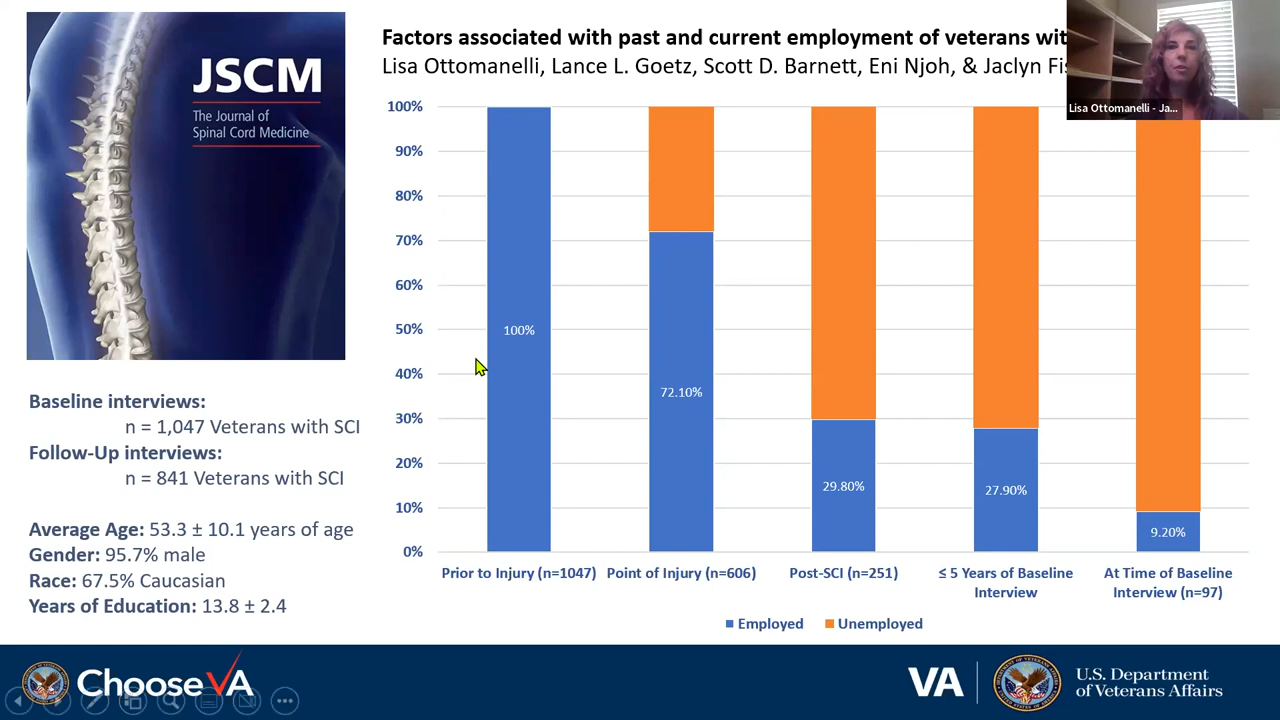 JSCM
The Journal of
Spinal Cord Medicine
Factors associated with past and current employment of veterans
Lisa Ottomanelli, Lance L. Goetz, Scott D. Barnett, Eni Njoh, & Jaclyn
Lisa Ottomanelli - Ja...
100%
90%
80%
70%
60%
50%
40%
30%
20%
10%
0%
100%
72.10%
29.80%
27.90%
9.20%
Prior to Injury (n=1047)
Point of Injury (n=606)
Post-SCI (n=251)
≤ 5 Years of Baseline
Interview
At Time of Baseline
Interview (n=97)
Employed
Unemployed
Baseline interviews:
n = 1,047 Veterans with SCI
Follow-Up interviews:
n = 841 Veterans with SCI
Average Age: 53.3 ± 10.1 years of age
Gender: 95.7% male
Race: 67.5% Caucasian
Years of Education: 13.8 ± 2.4
ChooseVA
VA
U.S. Department
of Veterans Affairs